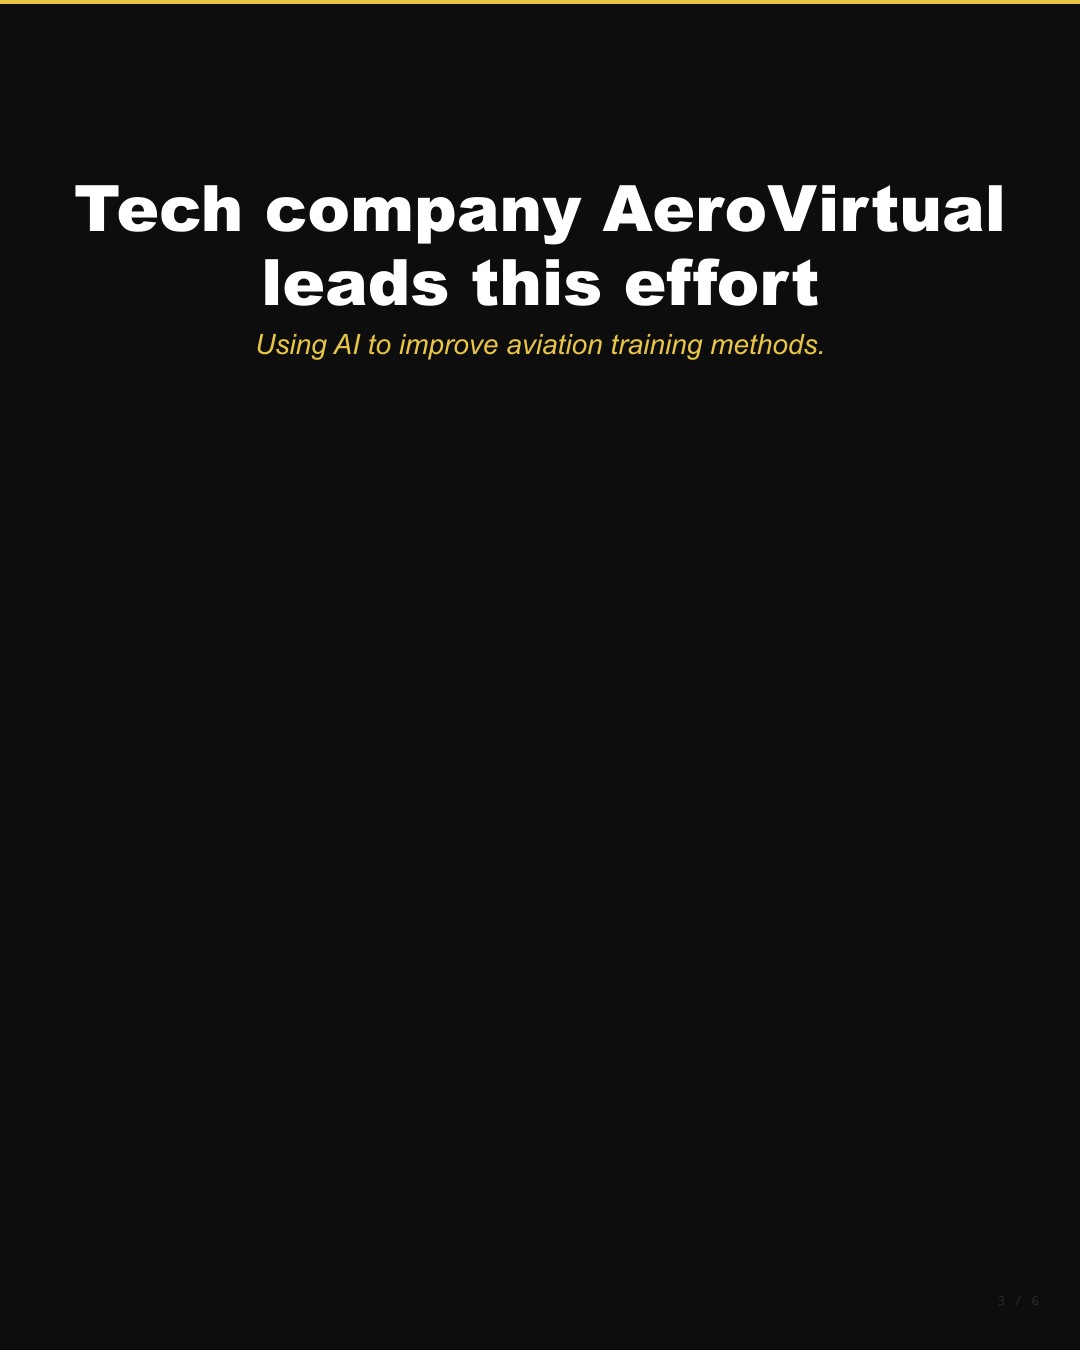 Tech company AeroVirtual
leads this effort
Using AI to improve aviation training methods.
3 / 6